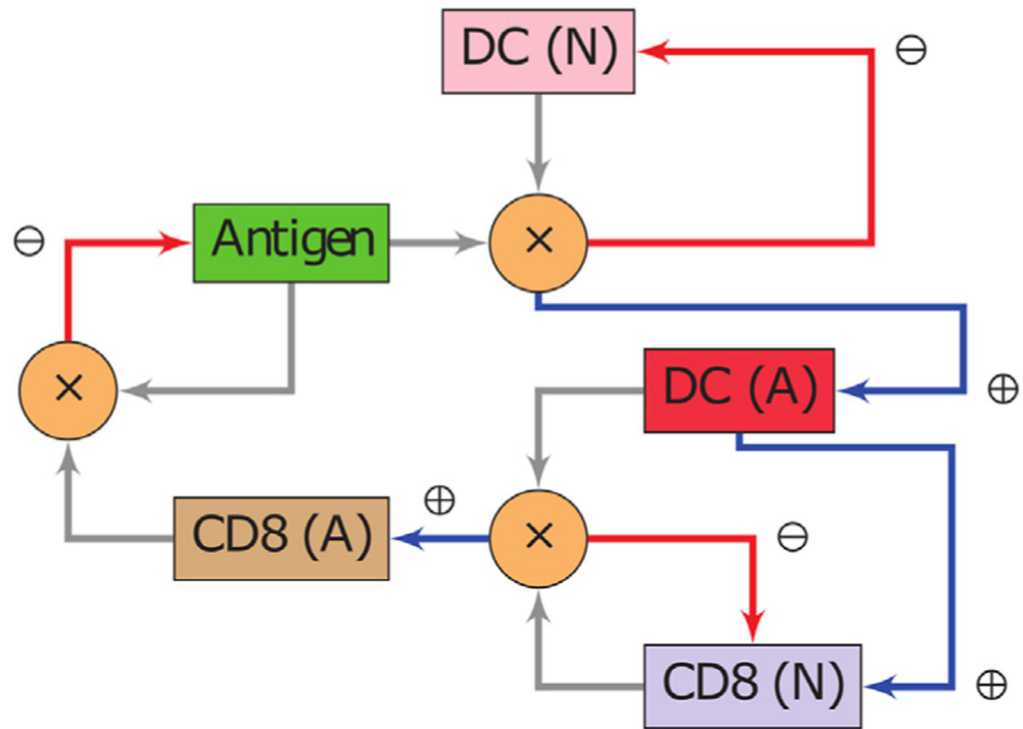 DC (N)
⊖
⊖
Antigen
×
×
DC (A)
⊕
⊕
CD8 (A)
×
⊖
CD8 (N)
⊕